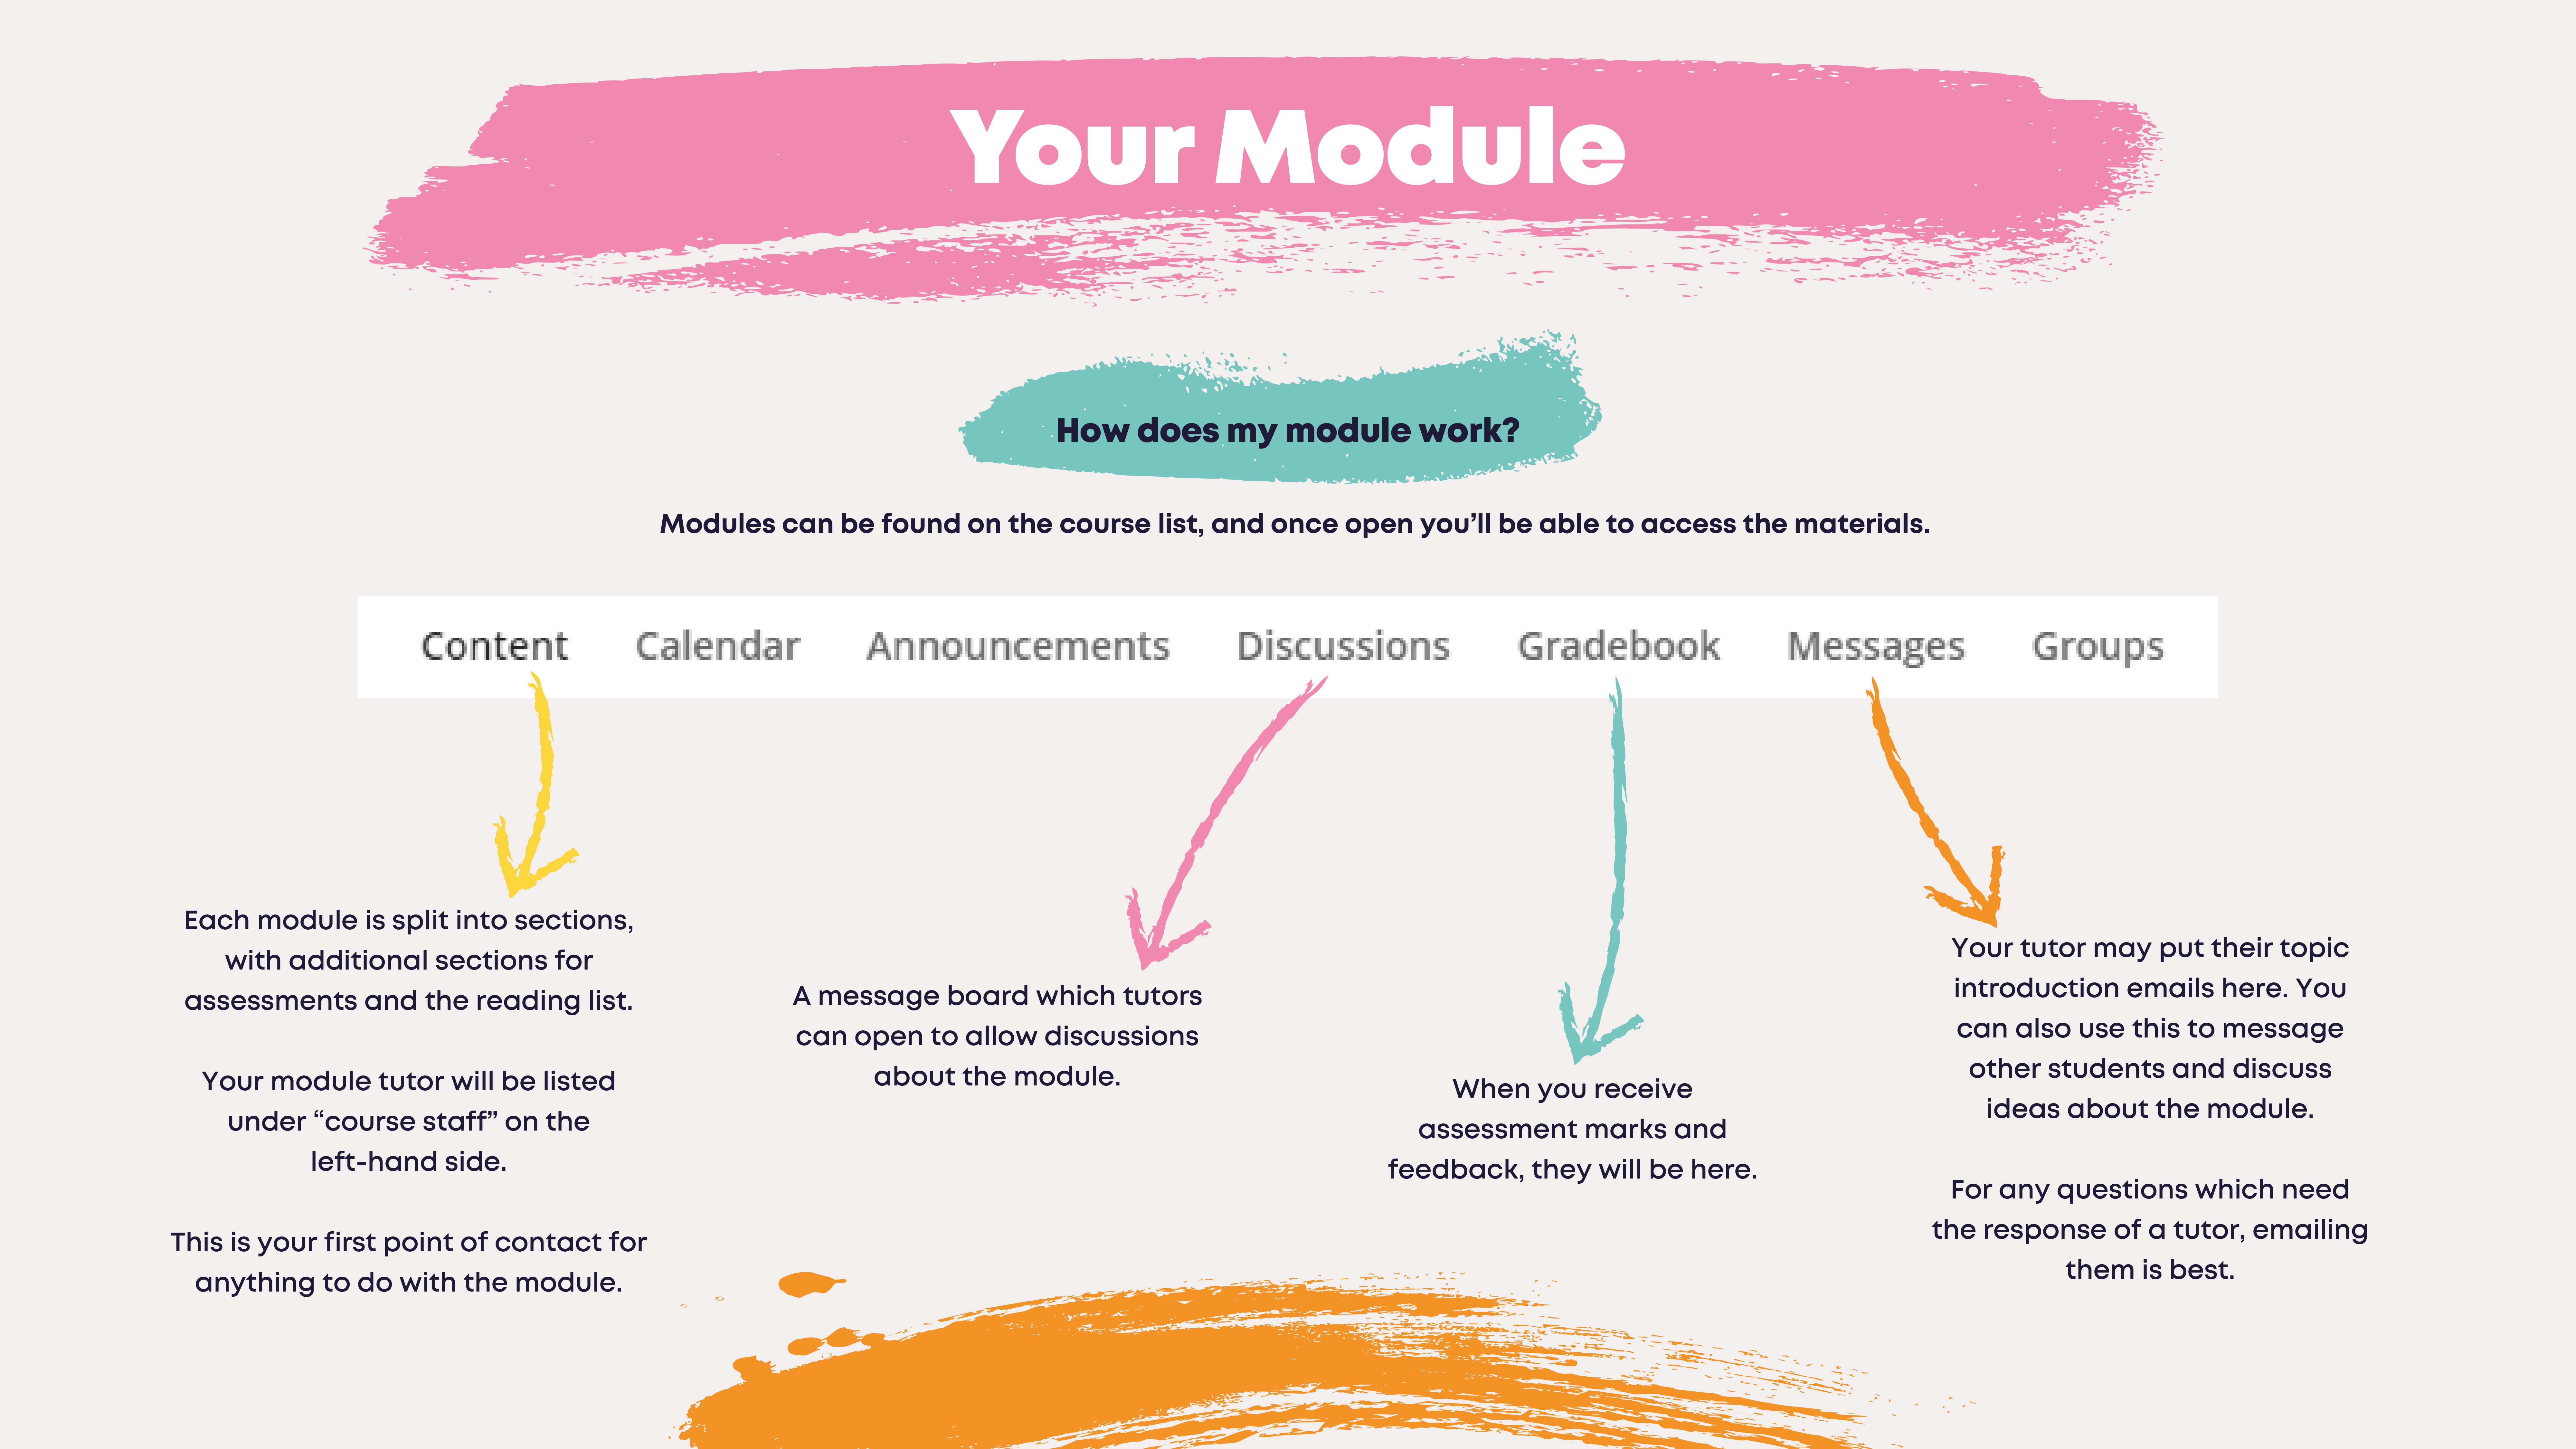 Your Module
How does my module work?
Modules can be found on the course list, and once open you’ll be able to access the materials.
Content Calendar Announcements Discussions Gradebook Messages Groups
Each module is split into sections,
with additional sections for
assessments and the reading list.
Your module tutor will be listed
under “course staff” on the
left-hand side.
This is your first point of contact for
anything to do with the module.
A message board which tutors
can open to allow discussions
about the module.
When you receive
assessment marks and
feedback, they will be here.
Your tutor may put their topic
introduction emails here. You
can also use this to message
other students and discuss
ideas about the module.
For any questions which need
the response of a tutor, emailing
them is best.